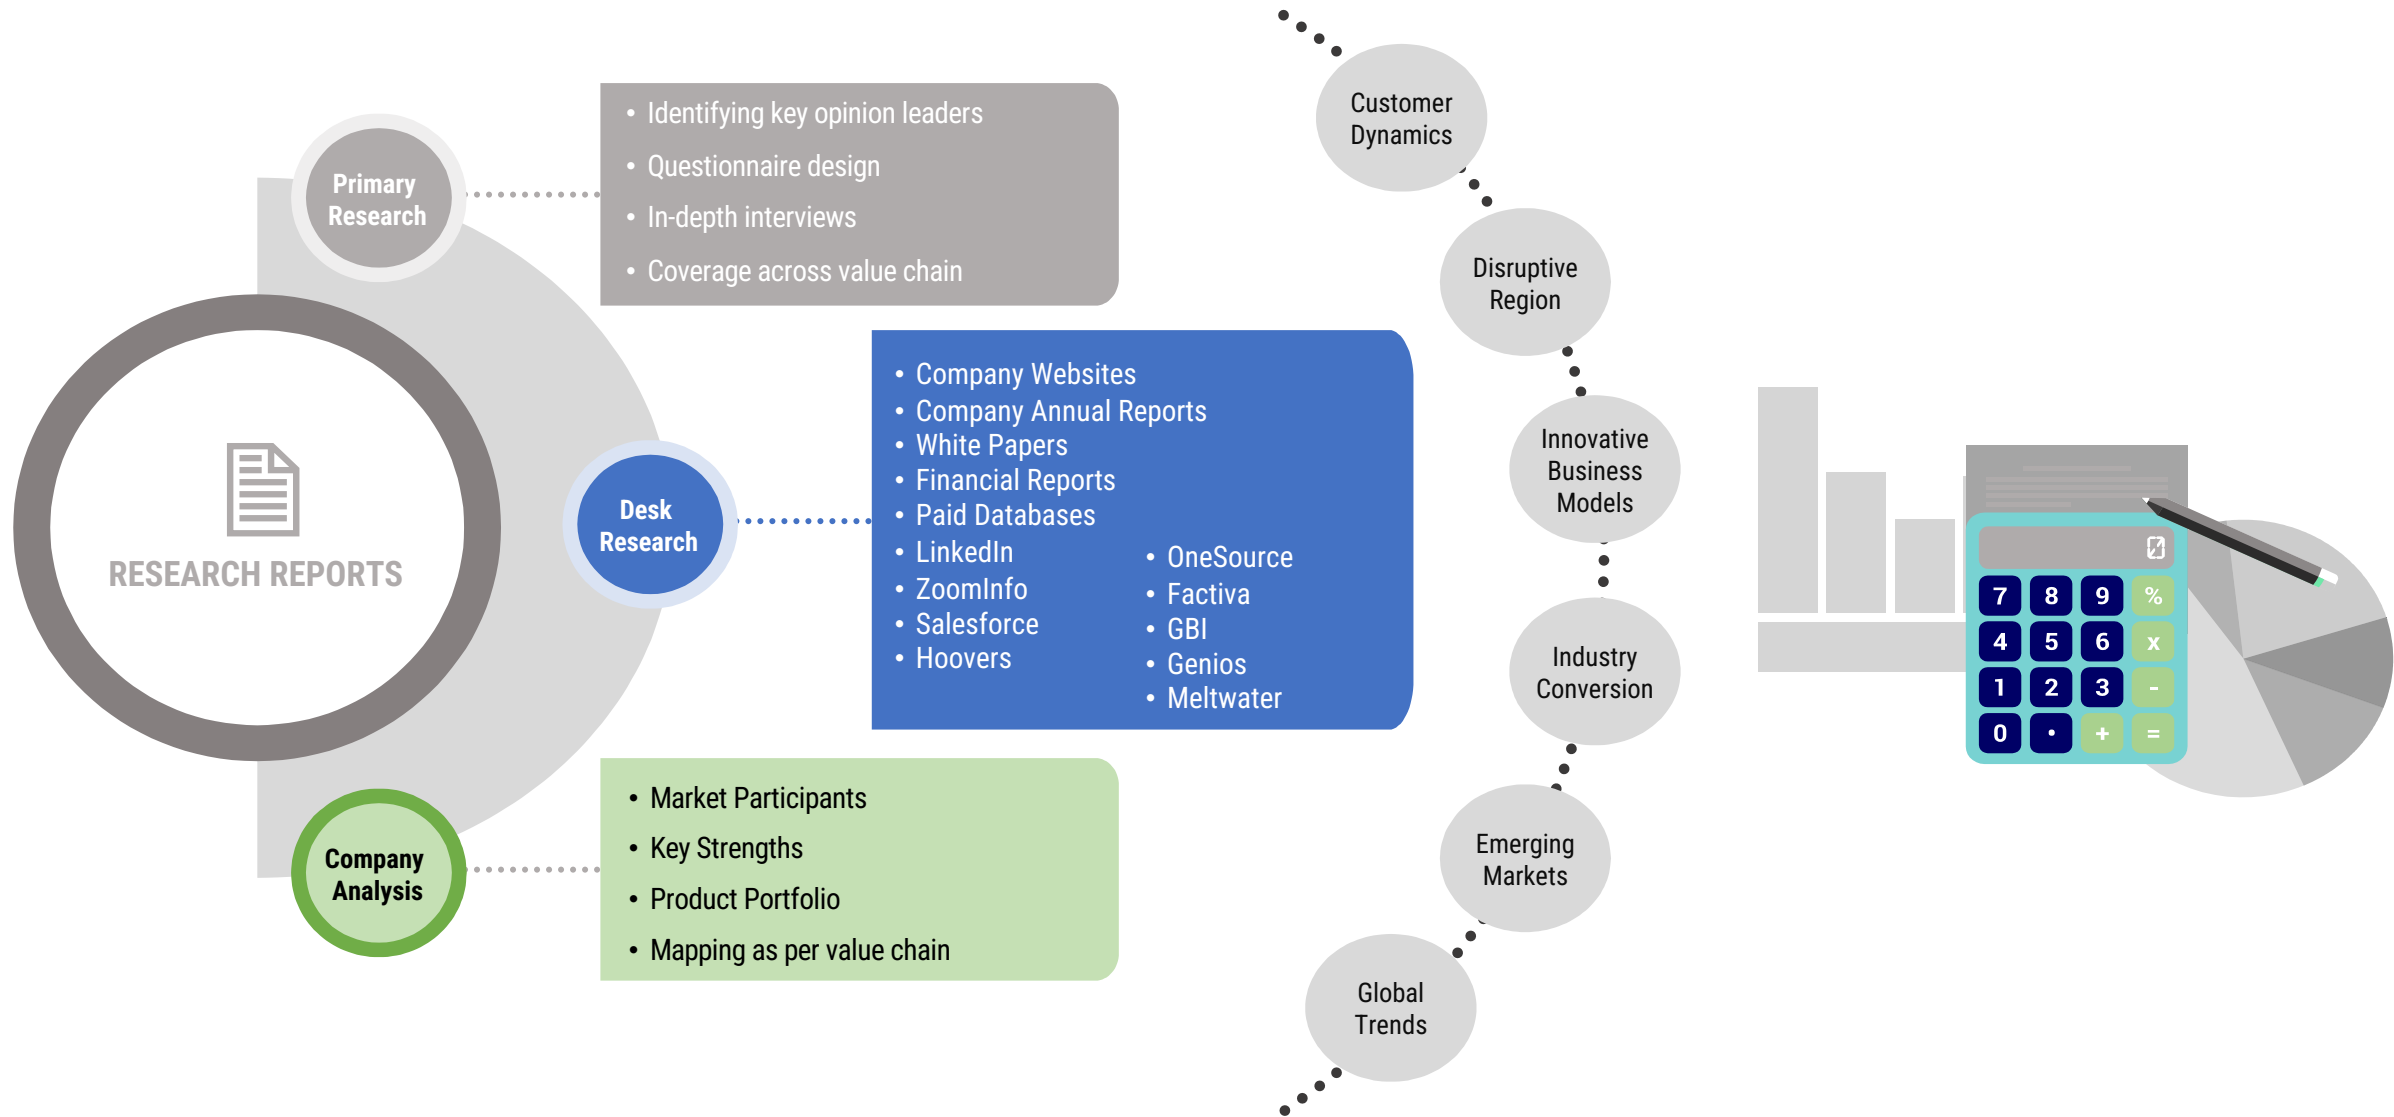 RESEARCH REPORTS
Primary
Research
• Identifying key opinion leaders
• Questionnaire design
• In-depth interviews
• Coverage across value chain
Desk
Research
• Company Websites
• Company Annual Reports
• White Papers
• Financial Reports
• Paid Databases
• LinkedIn
• ZoomInfo
• Salesforce
• Hoovers
• OneSource
• Factiva
• GBI
• Genios
• Meltwater
Company
Analysis
• Market Participants
• Key Strengths
• Product Portfolio
• Mapping as per value chain
Customer
Dynamics
Disruptive
Region
Innovative
Business
Models
Industry
Conversion
Emerging
Markets
Global
Trends
0
7 8 9 %
4 5 6 x
1 2 3 -
0 . + =